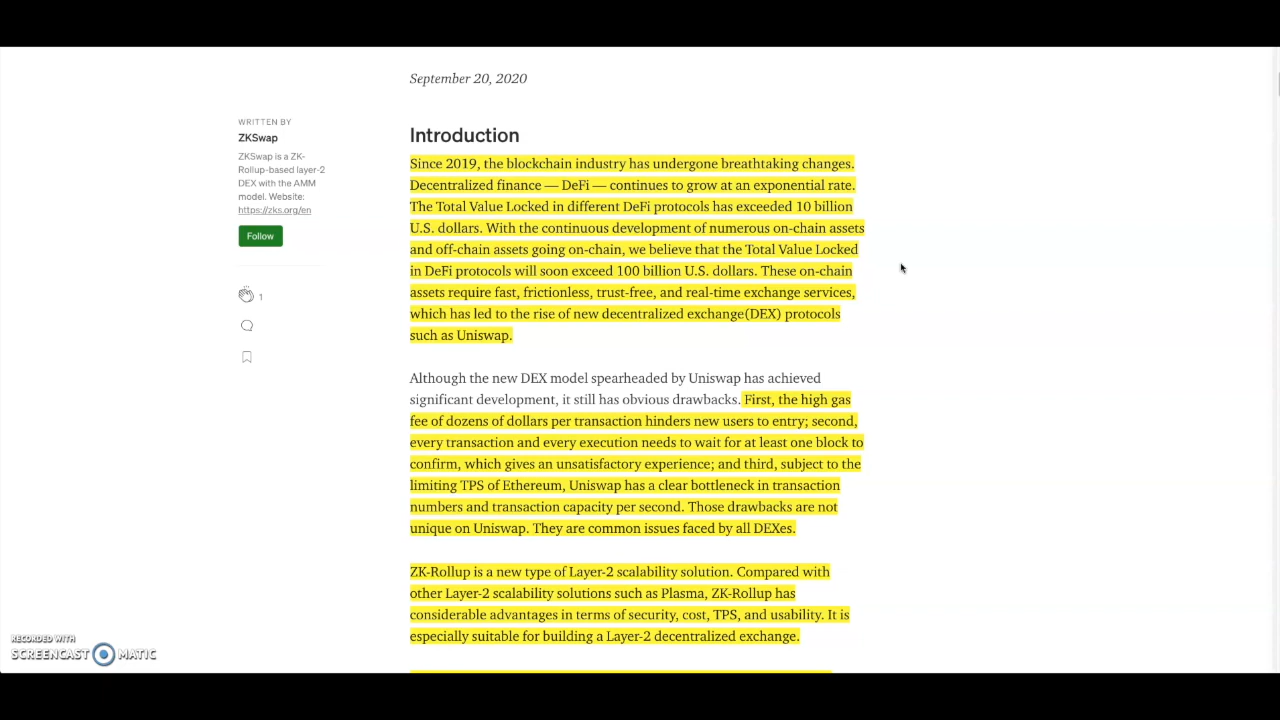 September 20, 2020
WRITTEN BY
ZKSwap
ZKSwap is a ZK-
Rollup-based layer-2
DEX with the AMM
model. Website:
https://zks.org/en
Follow
1
Introduction
Since 2019, the blockchain industry has undergone breathtaking changes.
Decentralized finance — DeFi — continues to grow at an exponential rate.
The Total Value Locked in different DeFi protocols has exceeded 10 billion
U.S. dollars. With the continuous development of numerous on-chain assets
and off-chain assets going on-chain, we believe that the Total Value Locked
in DeFi protocols will soon exceed 100 billion U.S. dollars. These on-chain
assets require fast, frictionless, trust-free, and real-time exchange services,
which has led to the rise of new decentralized exchange(DEX) protocols
such as Uniswap.
Although the new DEX model spearheaded by Uniswap has achieved
significant development, it still has obvious drawbacks. First, the high gas
fee of dozens of dollars per transaction hinders new users to entry; second,
every transaction and every execution needs to wait for at least one block to
confirm, which gives an unsatisfactory experience; and third, subject to the
limiting TPS of Ethereum, Uniswap has a clear bottleneck in transaction
numbers and transaction capacity per second. Those drawbacks are not
unique on Uniswap. They are common issues faced by all DEXes.
ZK-Rollup is a new type of Layer-2 scalability solution. Compared with
other Layer-2 scalability solutions such as Plasma, ZK-Rollup has
considerable advantages in terms of security, cost, TPS, and usability. It is
especially suitable for building a Layer-2 decentralized exchange.
RECORDED WITH
SCREENCAST MATIC